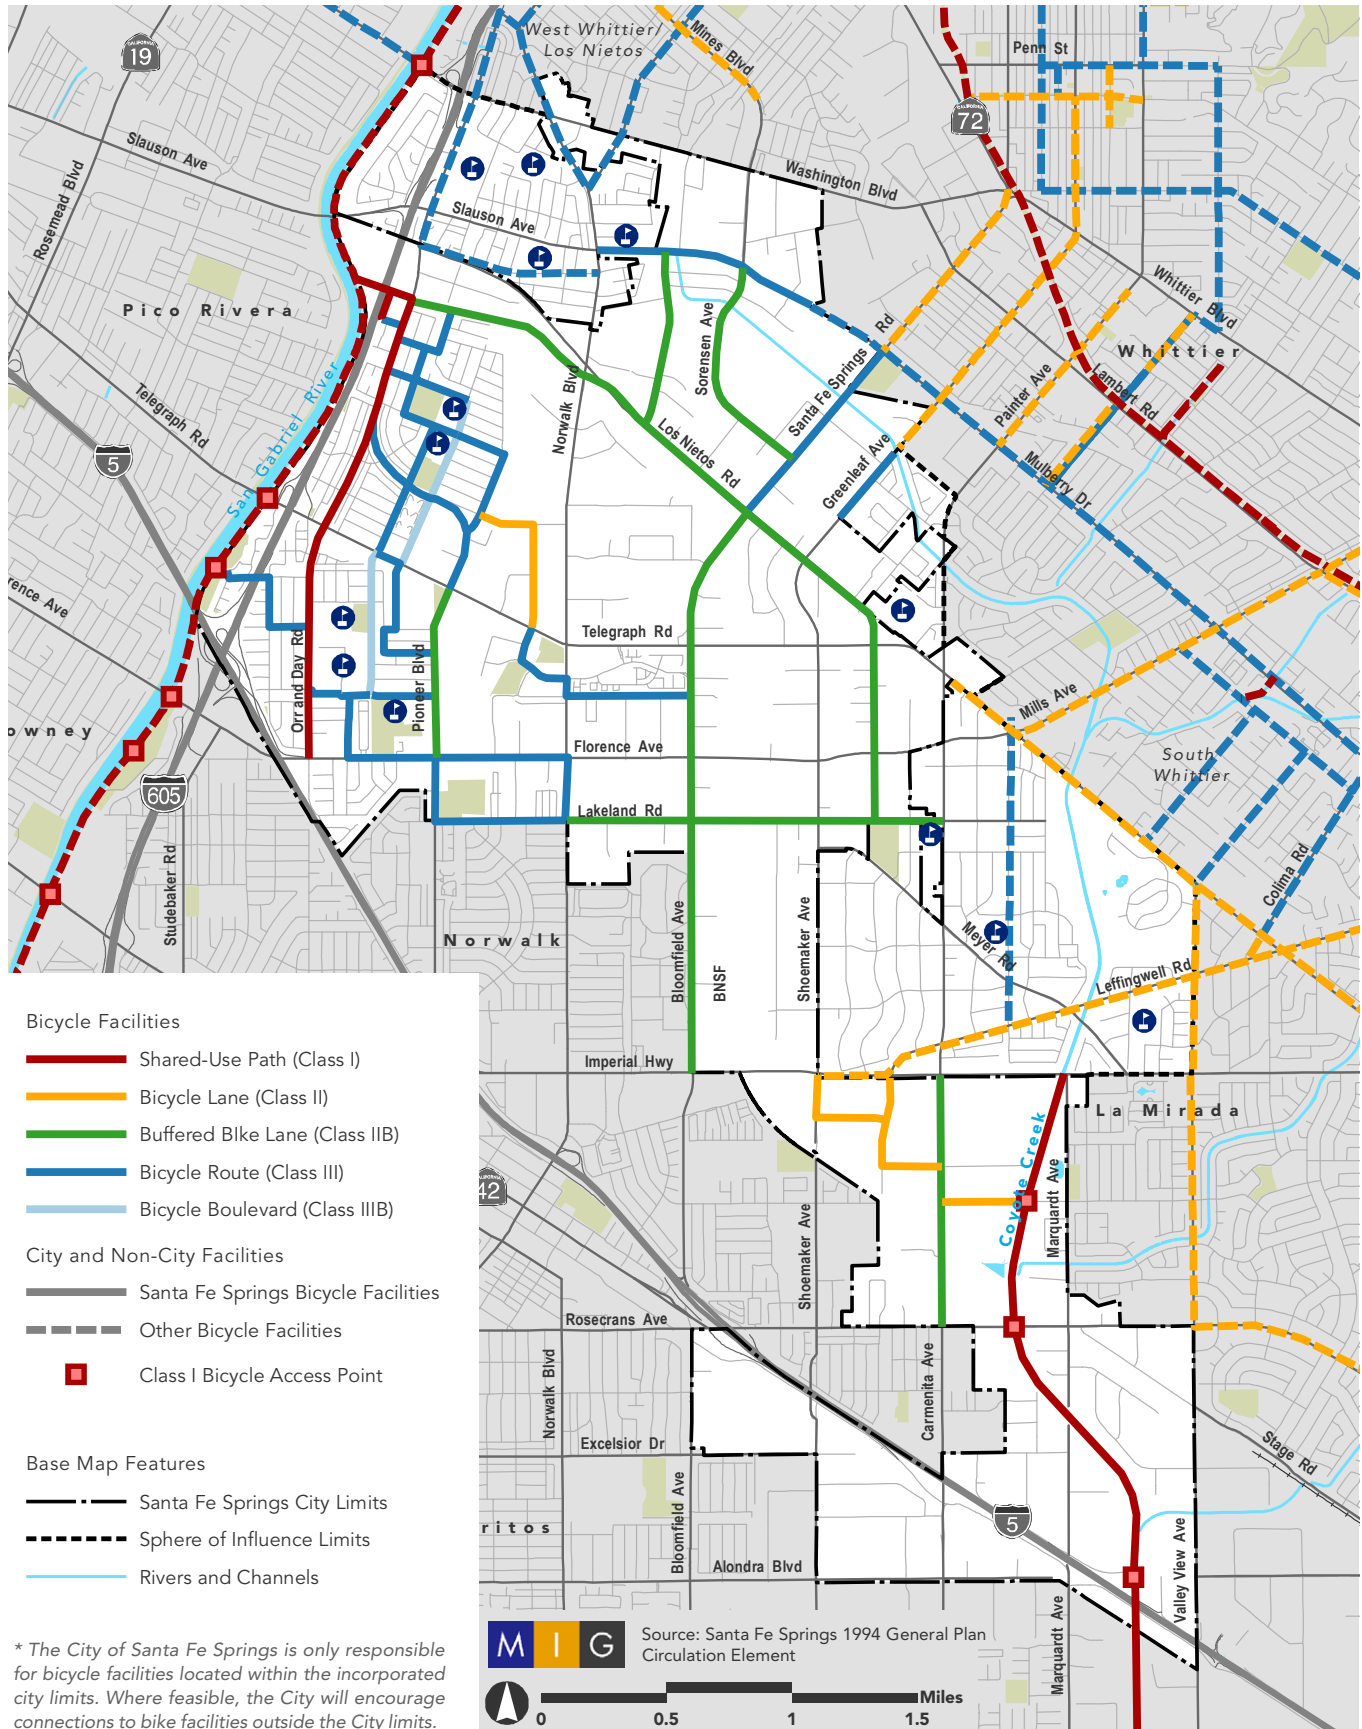 West Whittier/
Los Nietos
Mines Blvd
Penn St
19
CALIFORNIA
72
Slauson Ave
Rosemead Blvd
Washington Blvd
Slauson Ave
Whittier Blvd
Pico Rivera
Sorensen Ave
Santa Fe Springs Rd
Whittier
Lambert Rd
Painter Ave
San Gabriel River
Telegraph Rd
Norwalk Blvd
Los Nietos Rd
Greenleaf Ave
Mulberry Dr
5
rence Ave
Orr and Day Rd
Pioneer Blvd
Telegraph Rd
Mills Ave
owney
Florence Ave
South
Whittier
605
Lakeland Rd
Studebaker Rd
Colima Rd
Norwalk
Bloomfield Ave
BNSF
Shoemaker Ave
Meyer Rd
Leffingwell Rd
Imperial Hwy
La Mirada
Coyote Creek
Marquardt Ave
42
Shoemaker Ave
Rosecrans Ave
Norwalk Blvd
Carmenita Ave
Excelsior Dr
Stage Rd
Bloomfield Ave
ritos
5
Alondra Blvd
Valley View Ave
Marquardt Ave
Bicycle Facilities
Shared-Use Path (Class I)
Bicycle Lane (Class II)
Buffered BIke Lane (Class IIB)
Bicycle Route (Class III)
Bicycle Boulevard (Class IIIB)
City and Non-City Facilities
Santa Fe Springs Bicycle Facilities
Other Bicycle Facilities
Class I Bicycle Access Point
Base Map Features
Santa Fe Springs City Limits
Sphere of Influence Limits
Rivers and Channels
* The City of Santa Fe Springs is only responsible
for bicycle facilities located within the incorporated
city limits. Where feasible, the City will encourage
connections to bike facilities outside the City limits.
MIG
Source: Santa Fe Springs 1994 General Plan
Circulation Element
Miles
0 0.5 1 1.5